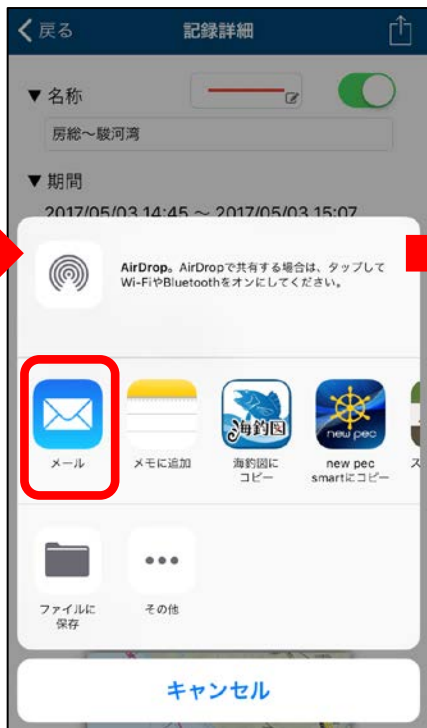 戻る 記録詳細
▼ 名称
房総〜駿河湾
▼ 期間
2017/05/03 14:45 〜 2017/05/03 15:07
AirDrop。AirDropで共有する場合は、タップして
Wi-FiやBluetoothをオンにしてください。
海釣図
new pec
メール メモに追加 海釣図に new pec ス
コピー smartにコピー
ファイルに その他
保存
キャンセル